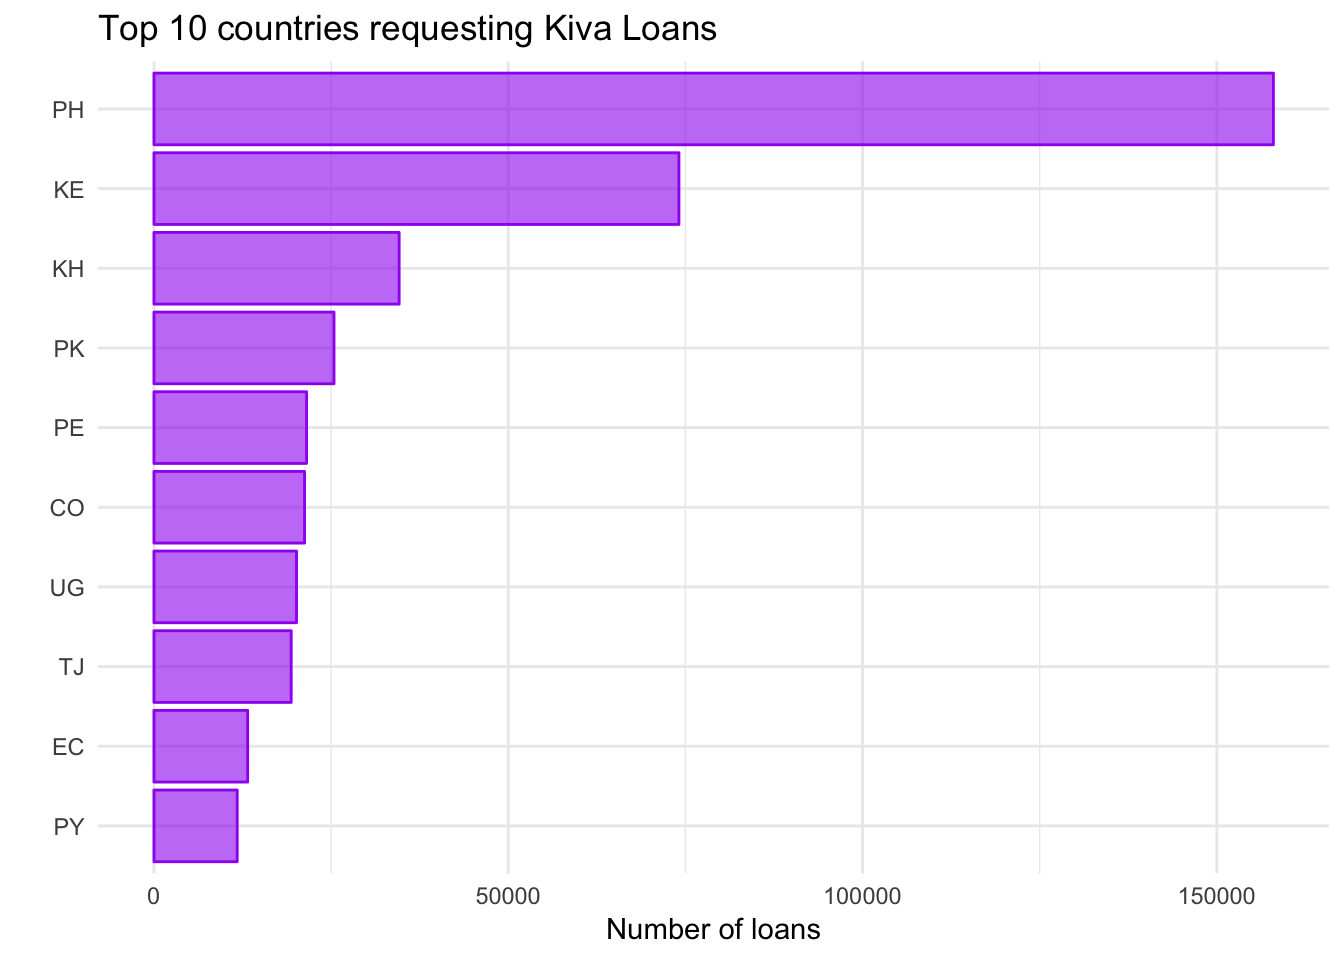 Top 10 countries requesting Kiva Loans
PH
KE
KH
PK
PE
CO
UG
TJ
EC
PY
0 50000 100000 150000
Number of loans